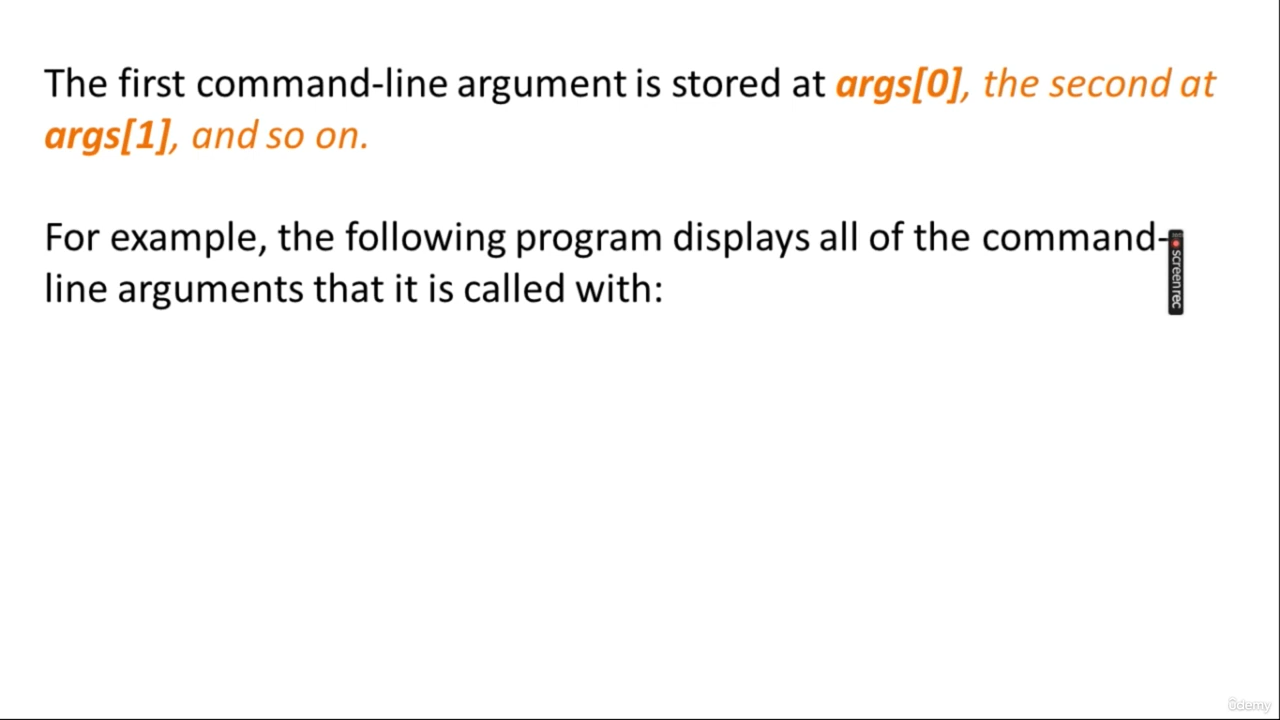 The first command-line argument is stored at args[0], the second at
args[1], and so on.
For example, the following program displays all of the command-
line arguments that it is called with:
screenrec
ûdemy